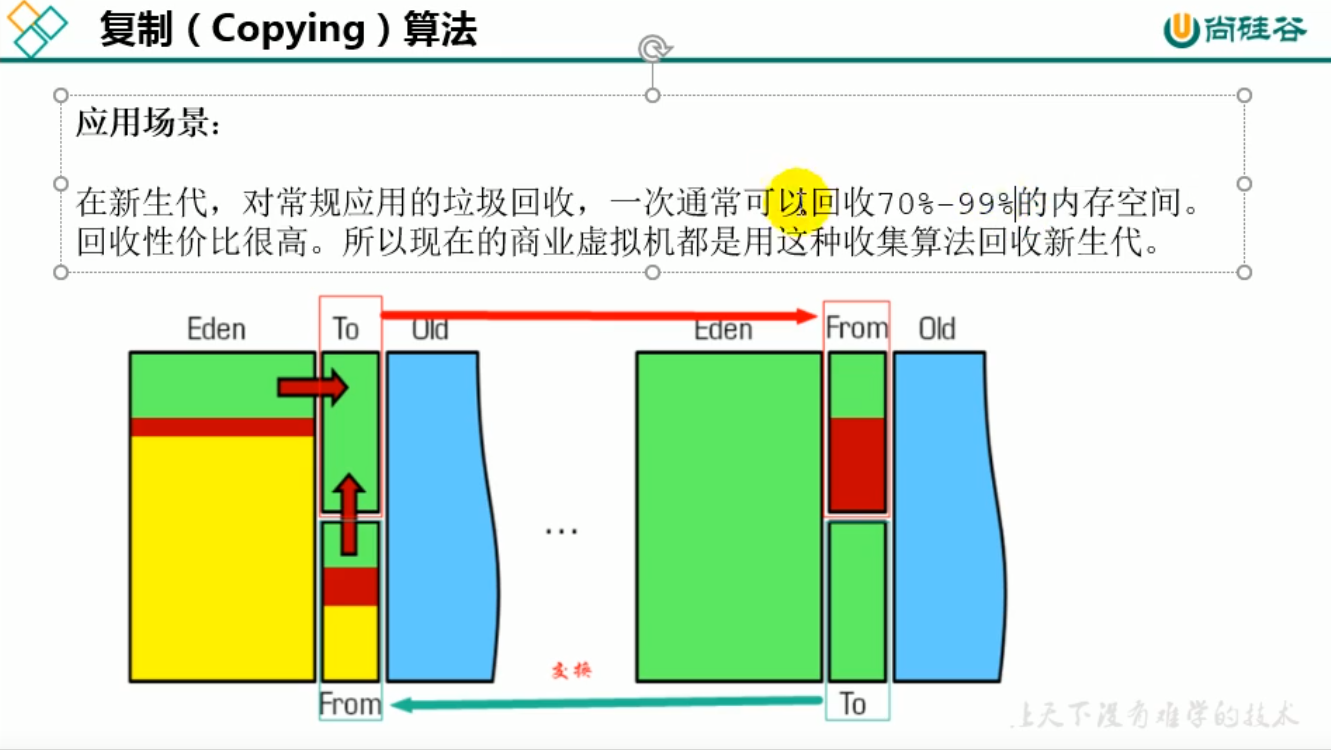 复制（Copying）算法
尚硅谷
应用场景：
在新生代，对常规应用的垃圾回收，一次通常可以回收70%-99%的内存空间。
回收性价比很高。所以现在的商业虚拟机都是用这种收集算法回收新生代。
Eden To Old Eden From Old
...
交换
From To
上天下没有难学的技术